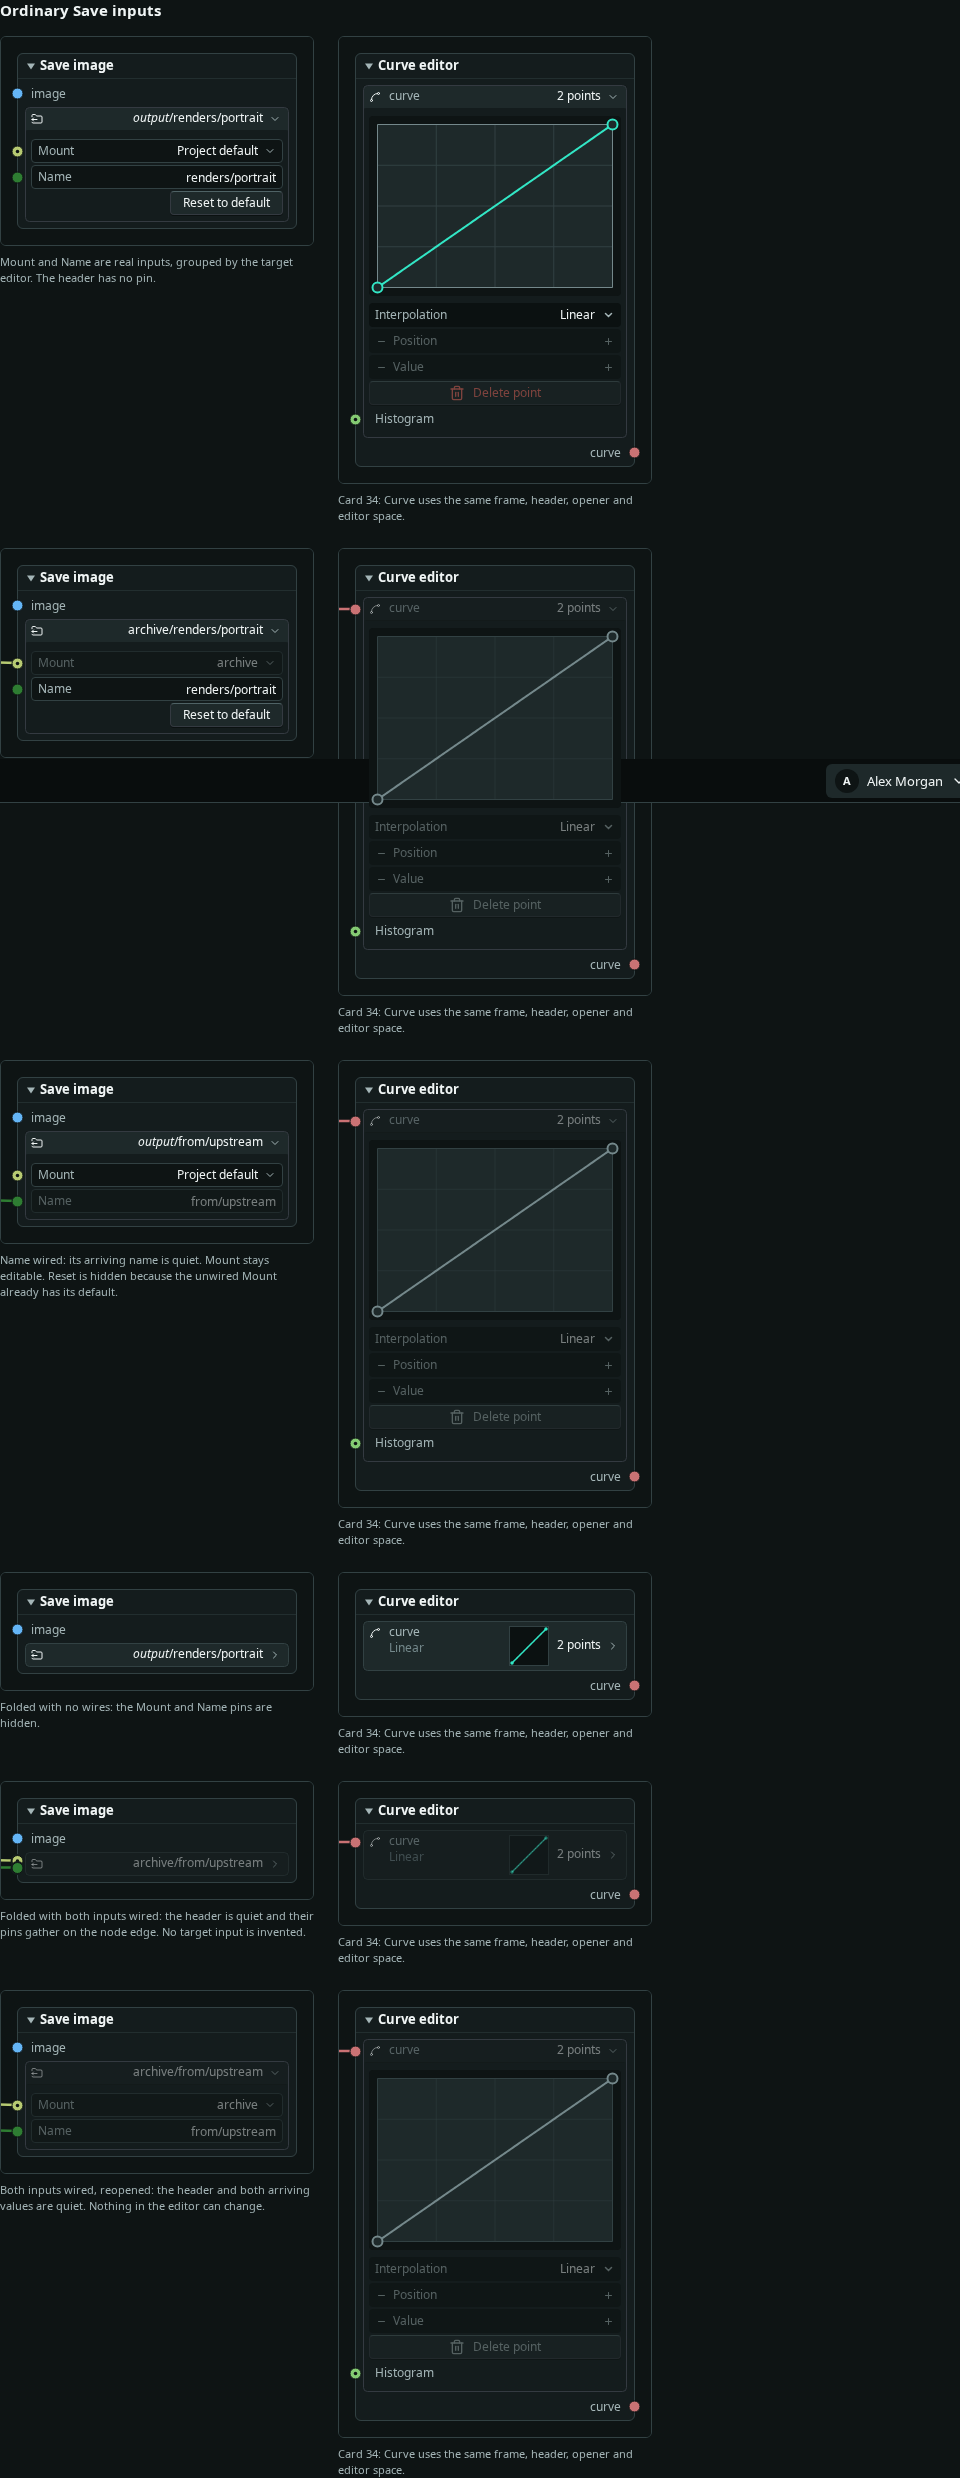 Ordinary Save inputs
Save image
image
output/renders/portrait
Mount Project default
Name renders/portrait
Reset to default
Mount and Name are real inputs, grouped by the target
editor. The header has no pin.
Curve editor
curve 2 points
Interpolation Linear
− Position +
− Value +
Delete point
Histogram
curve
Card 34: Curve uses the same frame, header, opener and
editor space.
Save image
image
archive/renders/portrait
Mount archive
Name renders/portrait
Reset to default
Curve editor
curve 2 points
A Alex Morgan
Interpolation Linear
− Position +
− Value +
Delete point
Histogram
curve
Card 34: Curve uses the same frame, header, opener and
editor space.
Save image
image
output/from/upstream
Mount Project default
Name from/upstream
Name wired: its arriving name is quiet. Mount stays
editable. Reset is hidden because the unwired Mount
already has its default.
Curve editor
curve 2 points
Interpolation Linear
− Position +
− Value +
Delete point
Histogram
curve
Card 34: Curve uses the same frame, header, opener and
editor space.
Save image
image
output/renders/portrait
Folded with no wires: the Mount and Name pins are
hidden.
Curve editor
curve
Linear
2 points
curve
Card 34: Curve uses the same frame, header, opener and
editor space.
Save image
image
archive/from/upstream
Folded with both inputs wired: the header is quiet and their
pins gather on the node edge. No target input is invented.
Curve editor
curve
Linear
2 points
curve
Card 34: Curve uses the same frame, header, opener and
editor space.
Save image
image
archive/from/upstream
Mount archive
Name from/upstream
Both inputs wired, reopened: the header and both arriving
values are quiet. Nothing in the editor can change.
Curve editor
curve 2 points
Interpolation Linear
− Position +
− Value +
Delete point
Histogram
curve
Card 34: Curve uses the same frame, header, opener and
editor space.